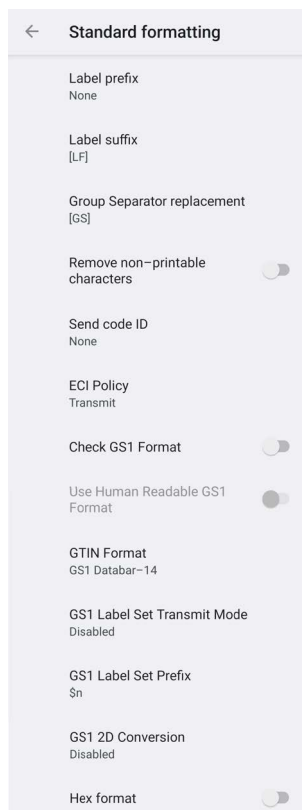 Standard formatting
Label prefix
None
Label suffix
[LF]
Group Separator replacement
[GS]
Remove non-printable
characters
Send code ID
None
ECI Policy
Transmit
Check GS1 Format
Use Human Readable GS1
Format
GTIN Format
GS1 Databar-14
GS1 Label Set Transmit Mode
Disabled
GS1 Label Set Prefix
$n
GS1 2D Conversion
Disabled
Hex format